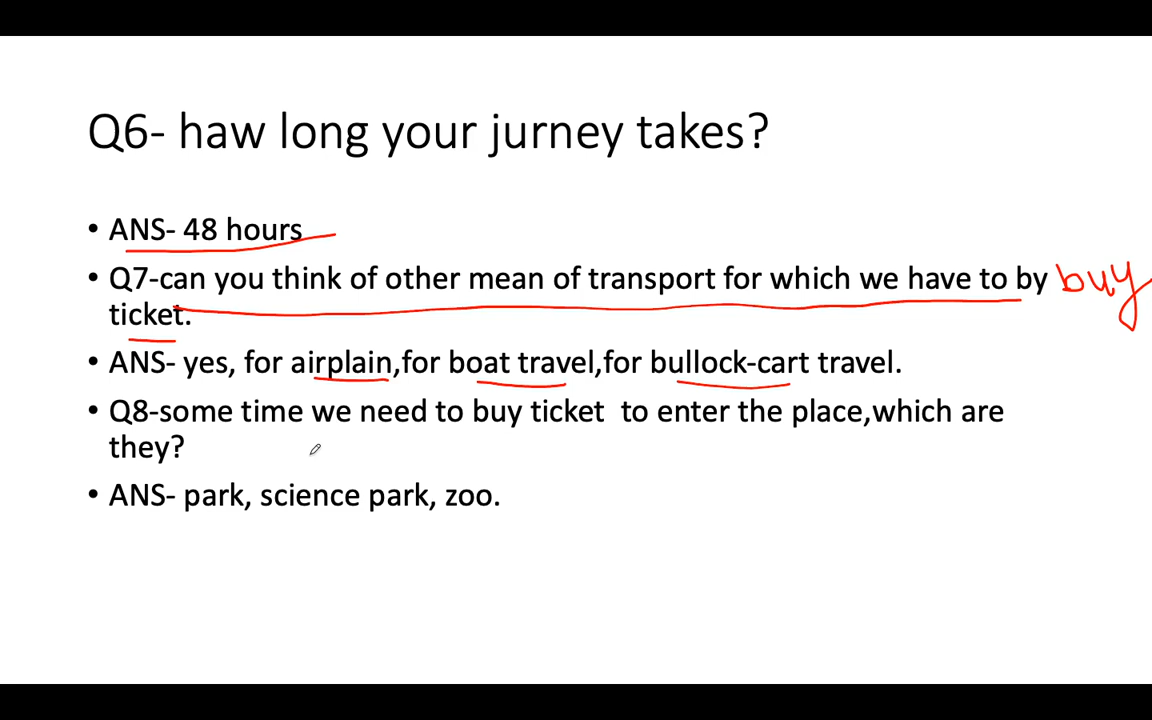 Q6- haw long your jurney takes?
• ANS- 48 hours
• Q7-can you think of other mean of transport for which we have to by buy
ticket.
• ANS- yes, for airplain,for boat travel,for bullock-cart travel.
• Q8-some time we need to buy ticket  to enter the place,which are
they?
• ANS- park, science park, zoo.